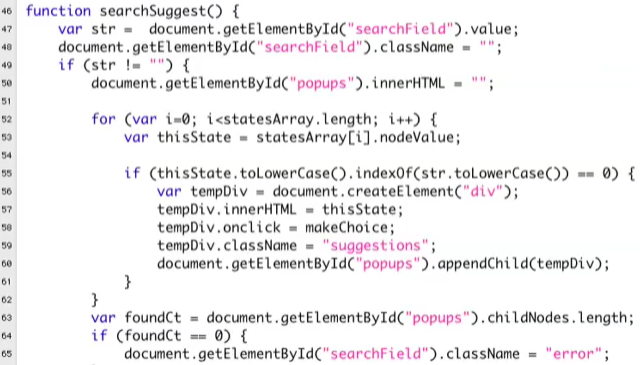 46 function searchSuggest() {
47     var str =  document.getElementById("searchField").value;
48     document.getElementById("searchField").className = "";
49     if (str != "") {
50         document.getElementById("popups").innerHTML = "";
51
52         for (var i=0; i<statesArray.length; i++) {
53             var thisState = statesArray[i].nodeValue;
54
55             if (thisState.toLowerCase().indexOf(str.toLowerCase()) == 0) {
56                 var tempDiv = document.createElement("div");
57                 tempDiv.innerHTML = thisState;
58                 tempDiv.onclick = makeChoice;
59                 tempDiv.className = "suggestions";
60                 document.getElementById("popups").appendChild(tempDiv);
61             }
62         }
63         var foundCt = document.getElementById("popups").childNodes.length;
64         if (foundCt == 0) {
65             document.getElementById("searchField").className = "error";